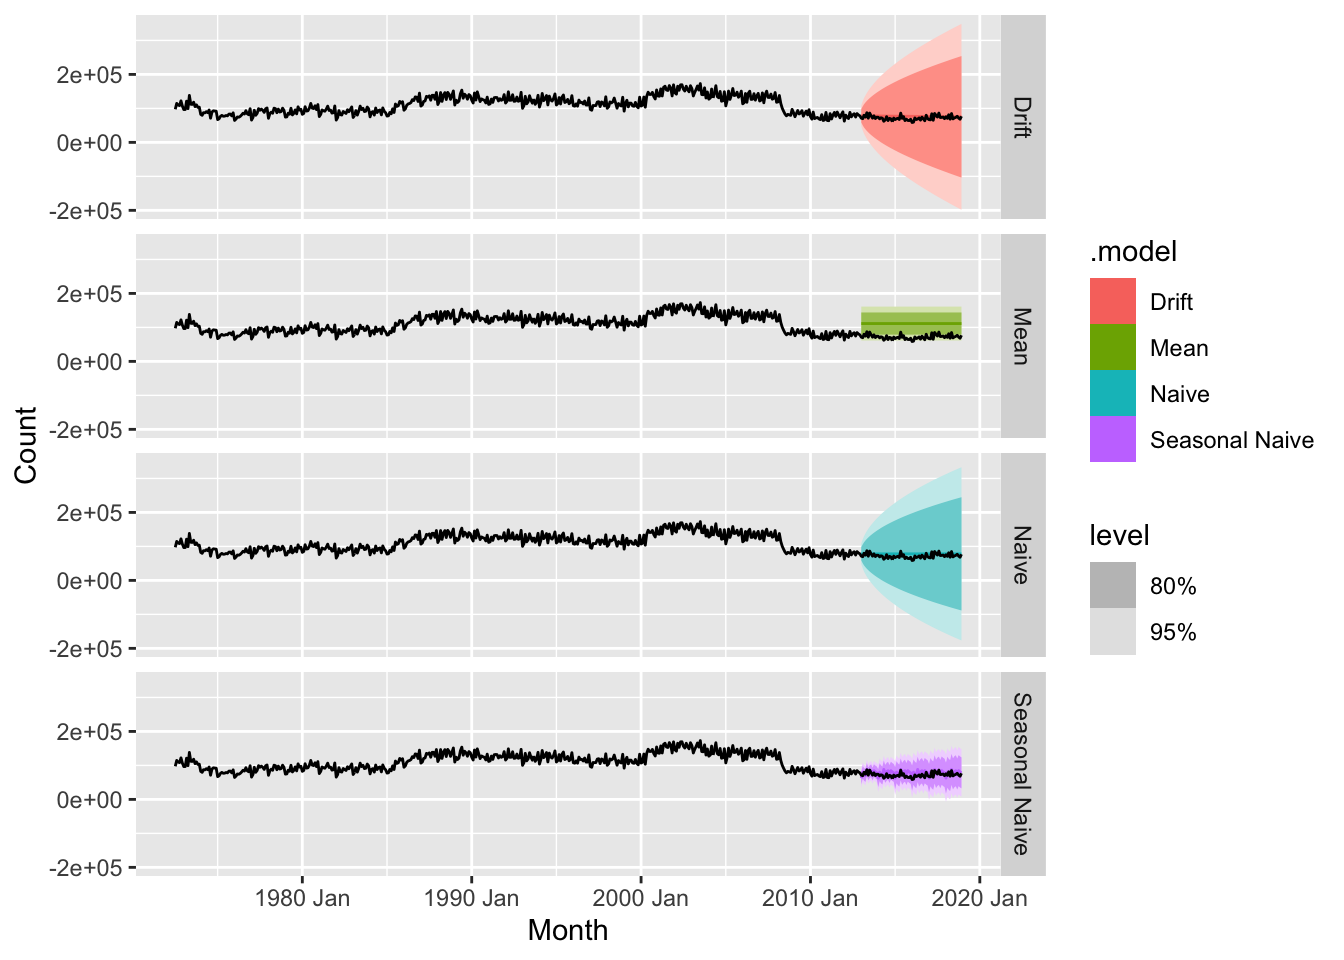 2e+05
0e+00
-2e+05
Drift
2e+05
0e+00
-2e+05
Mean
2e+05
0e+00
-2e+05
Naive
2e+05
0e+00
-2e+05
Seasonal Naive
1980 Jan
1990 Jan
2000 Jan
2010 Jan
2020 Jan
Month
Count
.model
Drift
Mean
Naive
Seasonal Naive
level
80%
95%